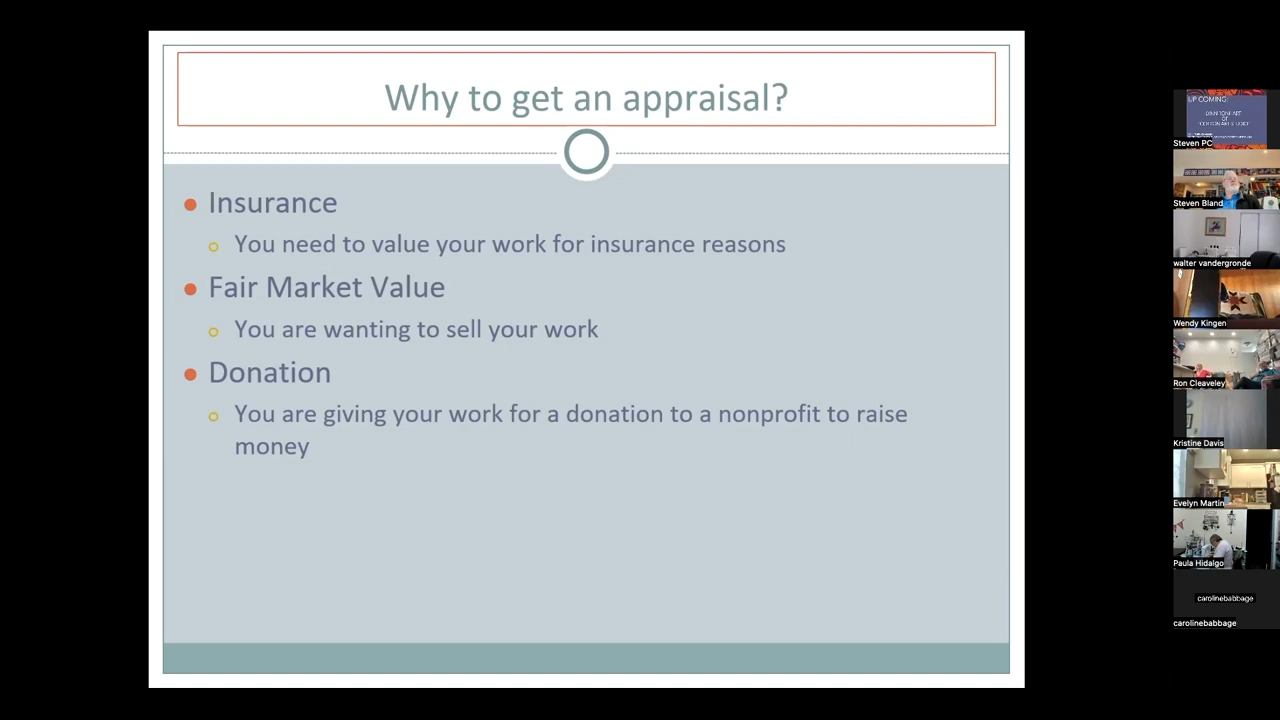 Why to get an appraisal?
Insurance
You need to value your work for insurance reasons
Fair Market Value
You are wanting to sell your work
Donation
You are giving your work for a donation to a nonprofit to raise
money
UP COMING:
Steven PC
Steven Bland
walter vandergronde
Wendy Kingen
Ron Cleaveley
Kristine Davis
Evelyn Martin
Paula Hidalgo
carolinebabbage
carolinebabbage